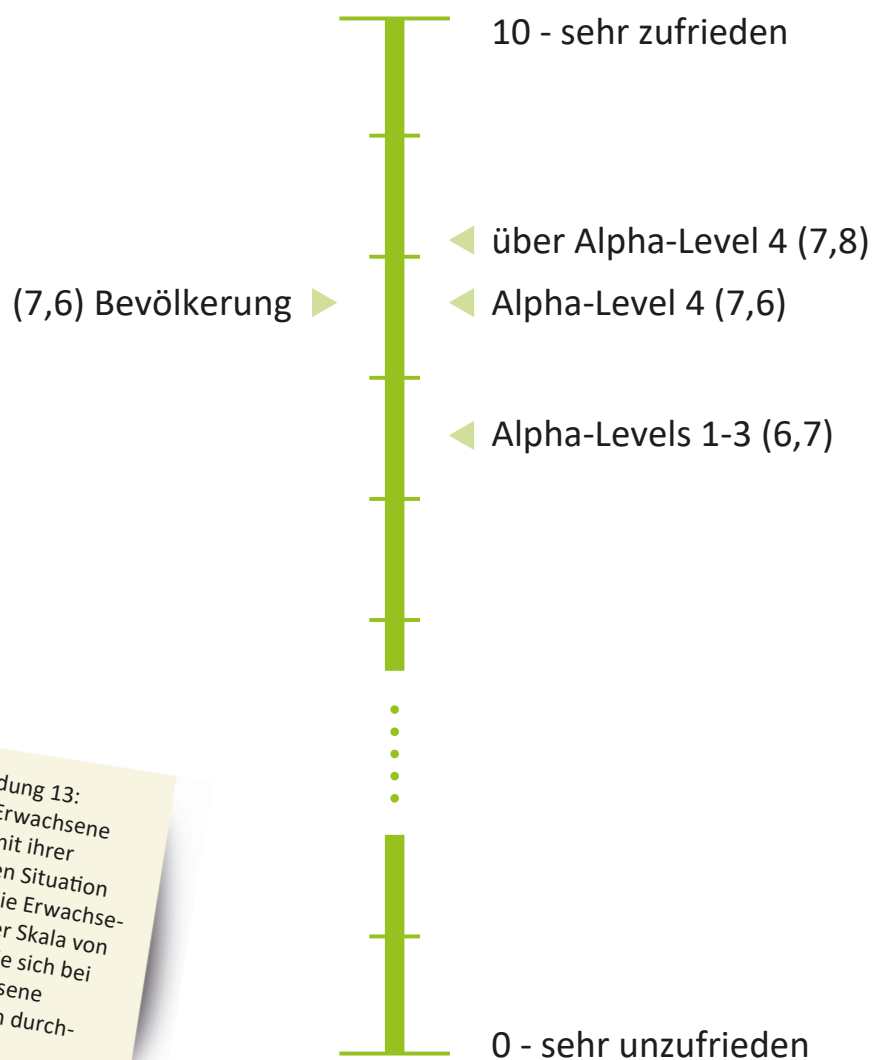 10 - sehr zufrieden
über Alpha-Level 4 (7,8)
(7,6) Bevölkerung
Alpha-Level 4 (7,6)
Alpha-Levels 1-3 (6,7)
dung 13:
Erwachsene
mit ihrer
en Situation
ie Erwachse-
er Skala von
e sich bei
sene
n durch-
0 - sehr unzufrieden